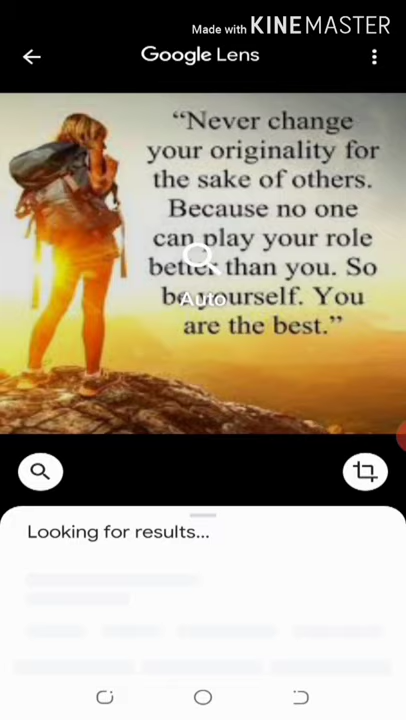 Made with KINEMASTER
Google Lens
“Never change
your originality for
the sake of others.
Because no one
can play your role
better than you. So
be yourself. You
are the best.”
Auto
Looking for results...